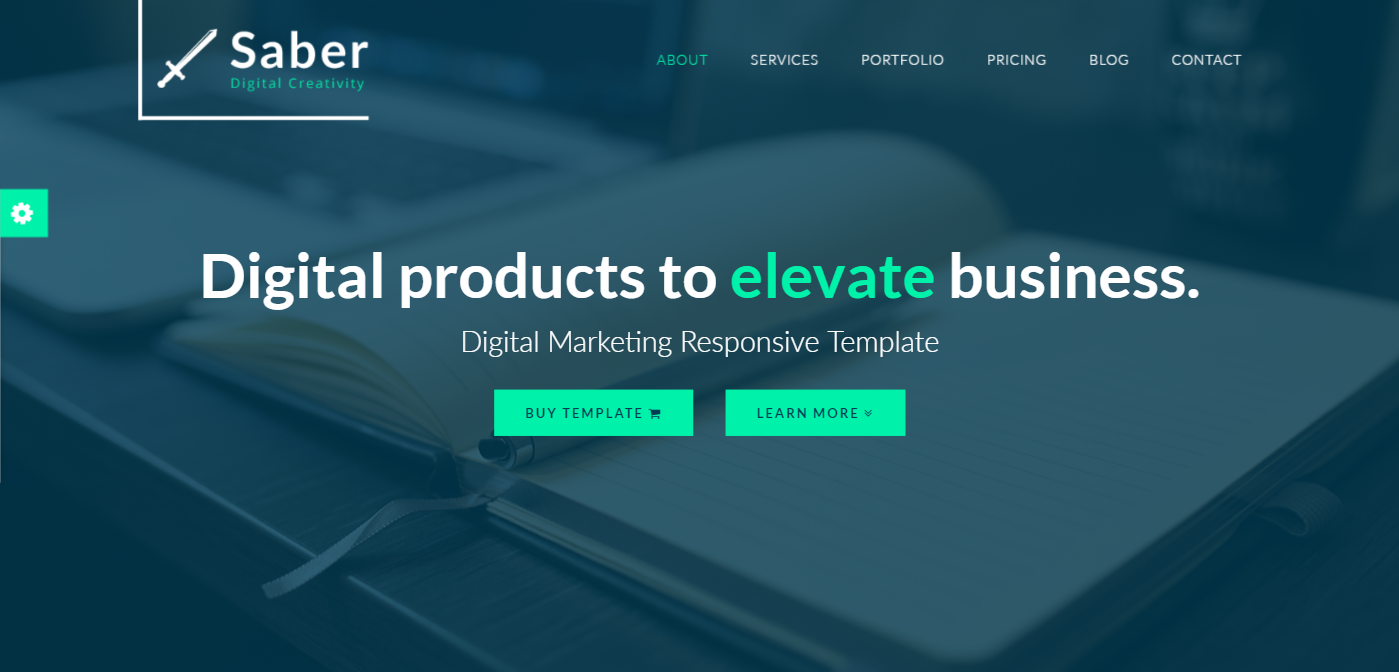 Saber
Digital Creativity
ABOUT SERVICES PORTFOLIO PRICING BLOG CONTACT
Digital products to elevate business.
Digital Marketing Responsive Template
BUY TEMPLATE LEARN MORE